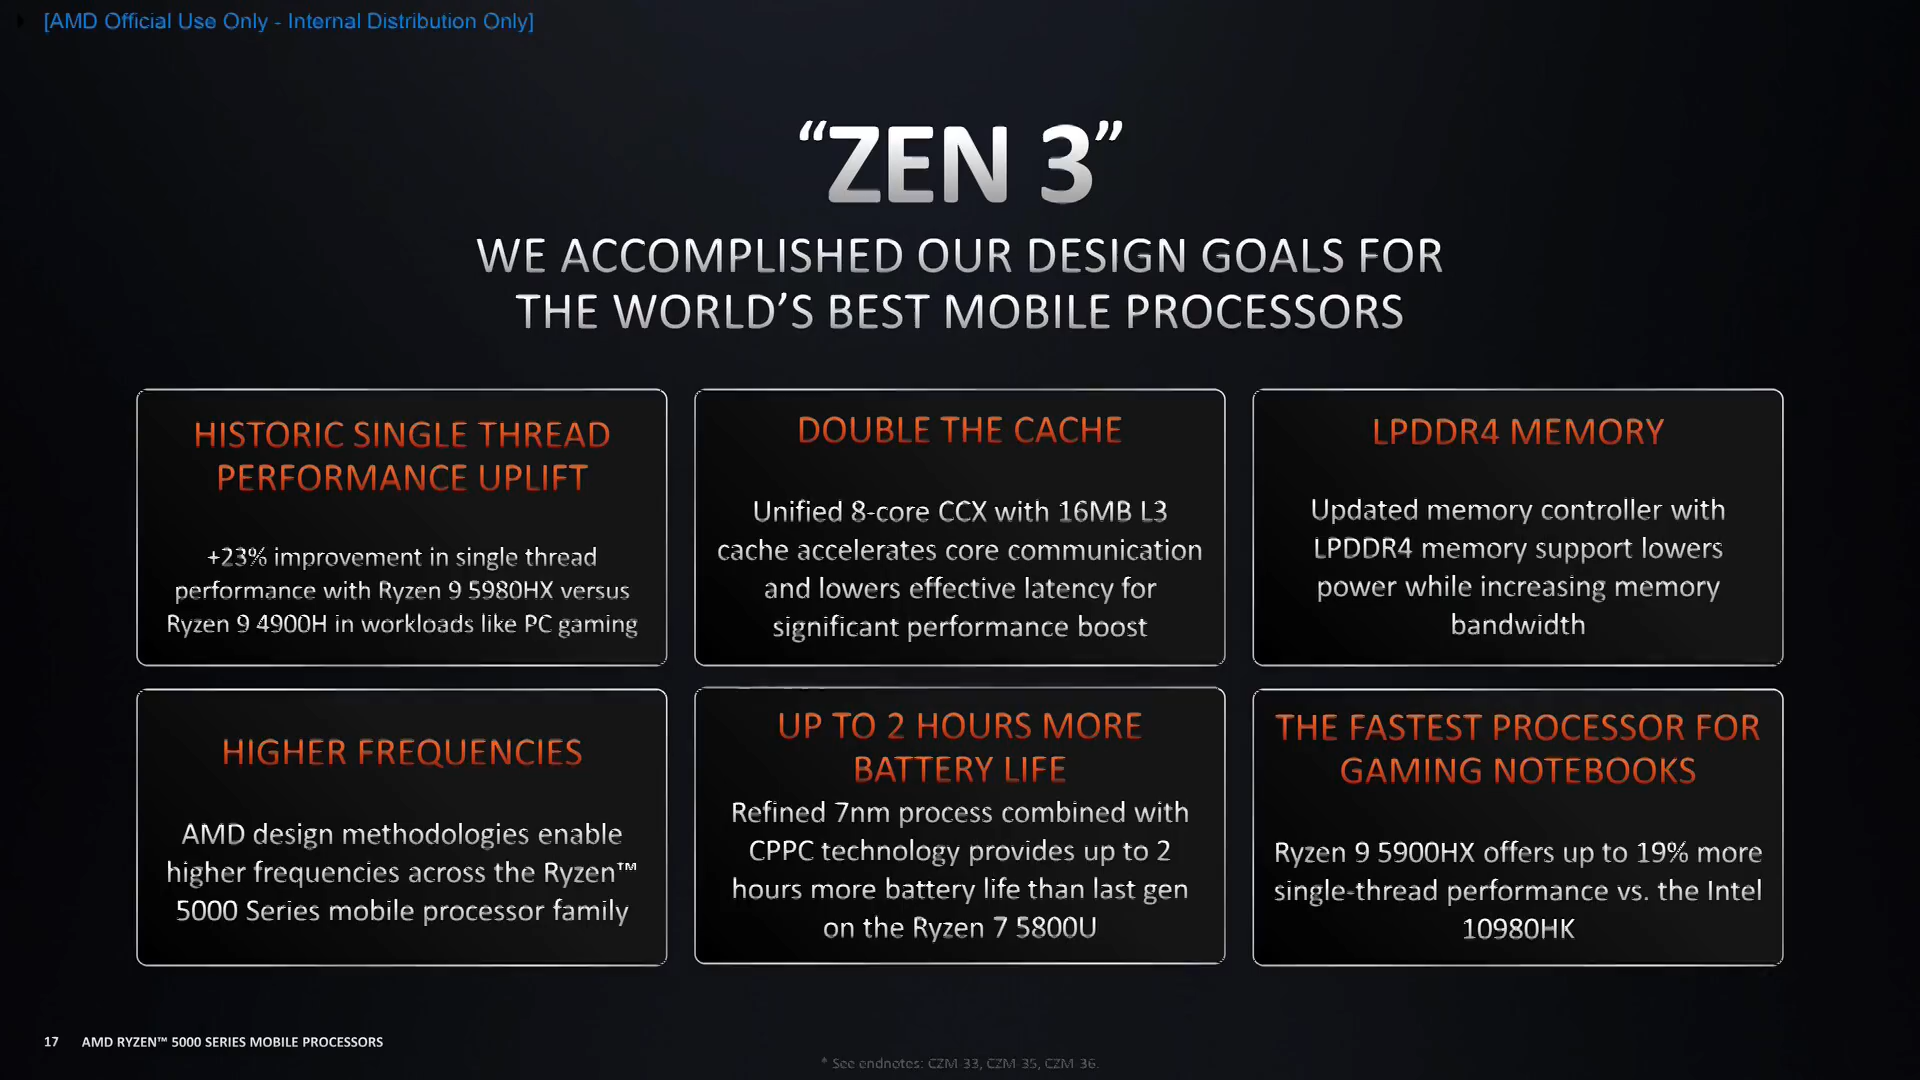 [AMD Official Use Only - Internal Distribution Only]
“ZEN 3”
WE ACCOMPLISHED OUR DESIGN GOALS FOR
THE WORLD’S BEST MOBILE PROCESSORS
HISTORIC SINGLE THREAD
PERFORMANCE UPLIFT
+23% improvement in single thread
performance with Ryzen 9 5980HX versus
Ryzen 9 4900H in workloads like PC gaming
DOUBLE THE CACHE
Unified 8-core CCX with 16MB L3
cache accelerates core communication
and lowers effective latency for
significant performance boost
LPDDR4 MEMORY
Updated memory controller with
LPDDR4 memory support lowers
power while increasing memory
bandwidth
HIGHER FREQUENCIES
AMD design methodologies enable
higher frequencies across the Ryzen™
5000 Series mobile processor family
UP TO 2 HOURS MORE
BATTERY LIFE
Refined 7nm process combined with
CPPC technology provides up to 2
hours more battery life than last gen
on the Ryzen 7 5800U
THE FASTEST PROCESSOR FOR
GAMING NOTEBOOKS
Ryzen 9 5900HX offers up to 19% more
single-thread performance vs. the Intel
10980HK
17 AMD RYZEN™ 5000 SERIES MOBILE PROCESSORS
* See endnotes: CZM-33, CZM-35, CZM-36.